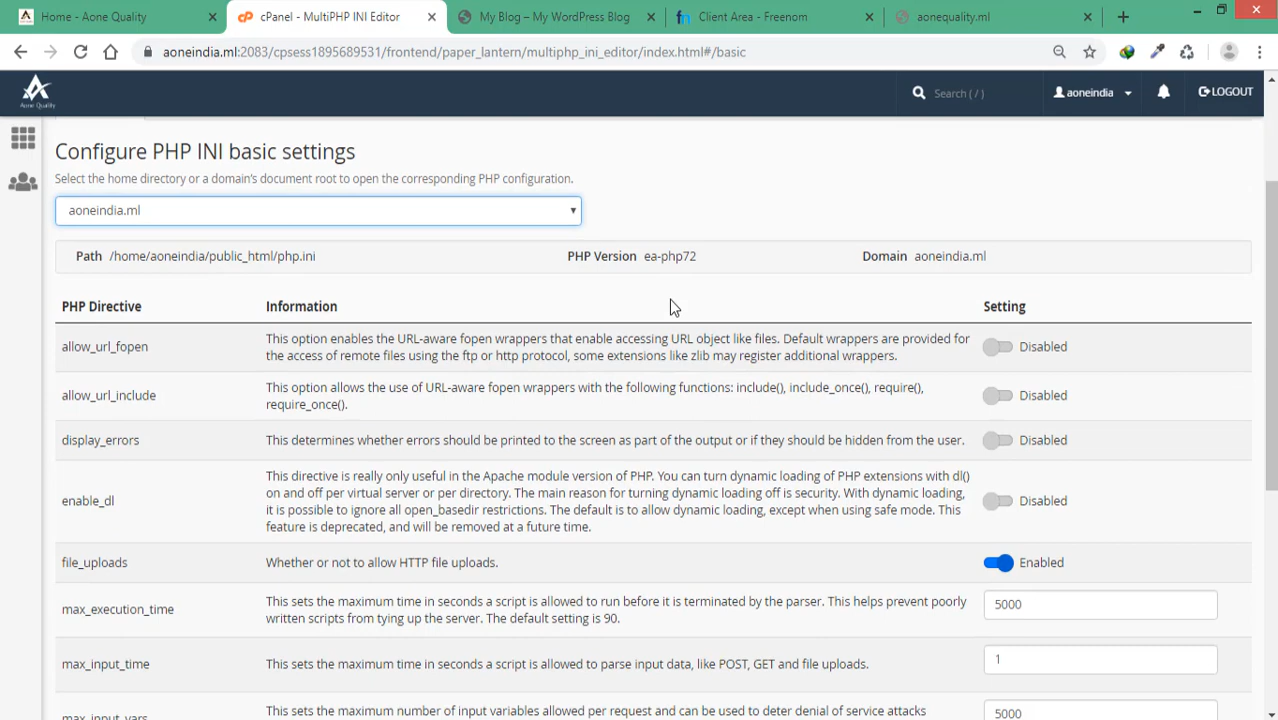 Home - Aone Quality
cPanel - MultiPHP INI Editor
My Blog – My WordPress Blog
Client Area - Freenom
aonequality.ml
aoneindia.ml:2083/cpsess1895689531/frontend/paper_lantern/multiphp_ini_editor/index.html#/basic
Aone Quality
Search ( / )
aoneindia
LOGOUT
Configure PHP INI basic settings
Select the home directory or a domain's document root to open the corresponding PHP configuration.
aoneindia.ml
Path /home/aoneindia/public_html/php.ini PHP Version ea-php72 Domain aoneindia.ml
PHP Directive Information Setting
allow_url_fopen
This option enables the URL-aware fopen wrappers that enable accessing URL object like files. Default wrappers are provided for
the access of remote files using the ftp or http protocol, some extensions like zlib may register additional wrappers.
Disabled
allow_url_include
This option allows the use of URL-aware fopen wrappers with the following functions: include(), include_once(), require(),
require_once().
Disabled
display_errors
This determines whether errors should be printed to the screen as part of the output or if they should be hidden from the user.
Disabled
enable_dl
This directive is really only useful in the Apache module version of PHP. You can turn dynamic loading of PHP extensions with dl()
on and off per virtual server or per directory. The main reason for turning dynamic loading off is security. With dynamic loading,
it is possible to ignore all open_basedir restrictions. The default is to allow dynamic loading, except when using safe mode. This
feature is deprecated, and will be removed at a future time.
Disabled
file_uploads
Whether or not to allow HTTP file uploads.
Enabled
max_execution_time
This sets the maximum time in seconds a script is allowed to run before it is terminated by the parser. This helps prevent poorly
written scripts from tying up the server. The default setting is 90.
5000
max_input_time
This sets the maximum time in seconds a script is allowed to parse input data, like POST, GET and file uploads.
1
max_input_vars
This sets the maximum number of input variables allowed per request and can be used to deter denial of service attacks
5000